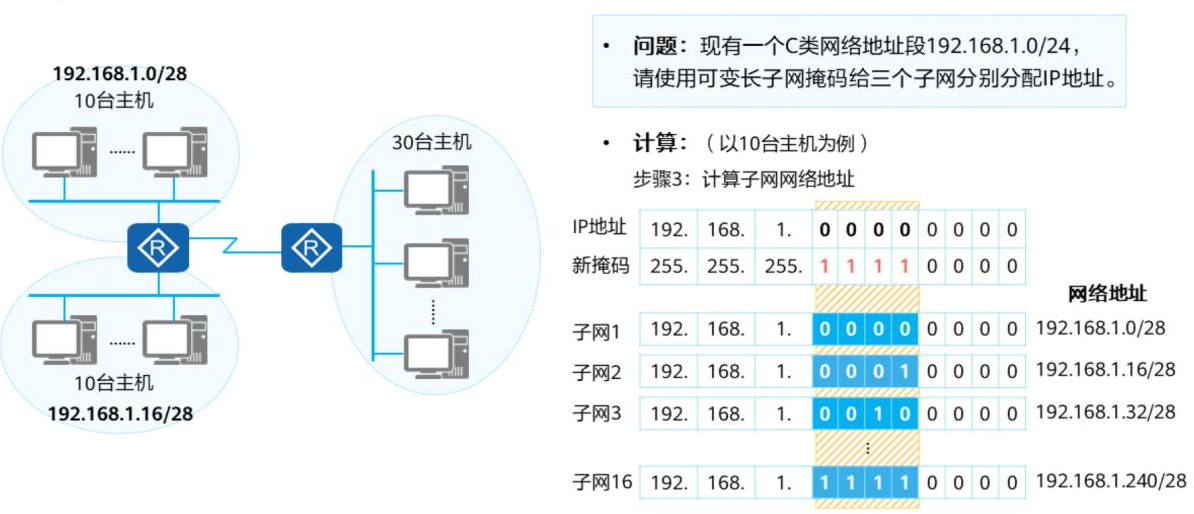 192.168.1.0/28
10台主机
......
30台主机
R
R
......
10台主机
192.168.1.16/28
• 问题：现有一个C类网络地址段192.168.1.0/24，
请使用可变长子网掩码给三个子网分别分配IP地址。
• 计算：（以10台主机为例）
步骤3：计算子网网络地址
IP地址 192. 168. 1. 0 0 0 0 0 0 0 0
新掩码 255. 255. 255. 1 1 1 1 0 0 0 0
网络地址
子网1 192. 168. 1. 0 0 0 0 0 0 0 0 192.168.1.0/28
子网2 192. 168. 1. 0 0 0 1 0 0 0 0 192.168.1.16/28
子网3 192. 168. 1. 0 0 1 0 0 0 0 0 192.168.1.32/28
子网16 192. 168. 1. 1 1 1 1 0 0 0 0 192.168.1.240/28